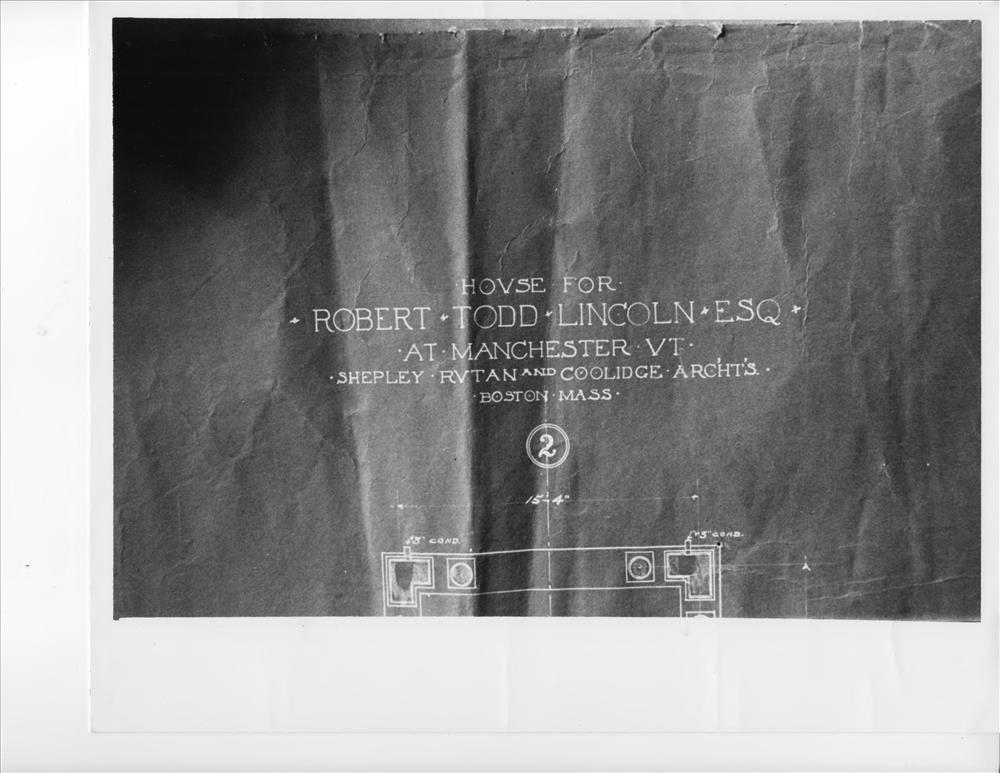 ·HOVSE·FOR·
+ ROBERT + TODD + LINCOLN + ESQ +
·AT·MANCHESTER·VT·
·SHEPLEY·RVTAN AND COOLIDGE·ARCHT'S.·
·BOSTON·MASS·
2
15'-4"
3" COND. 3" COND.